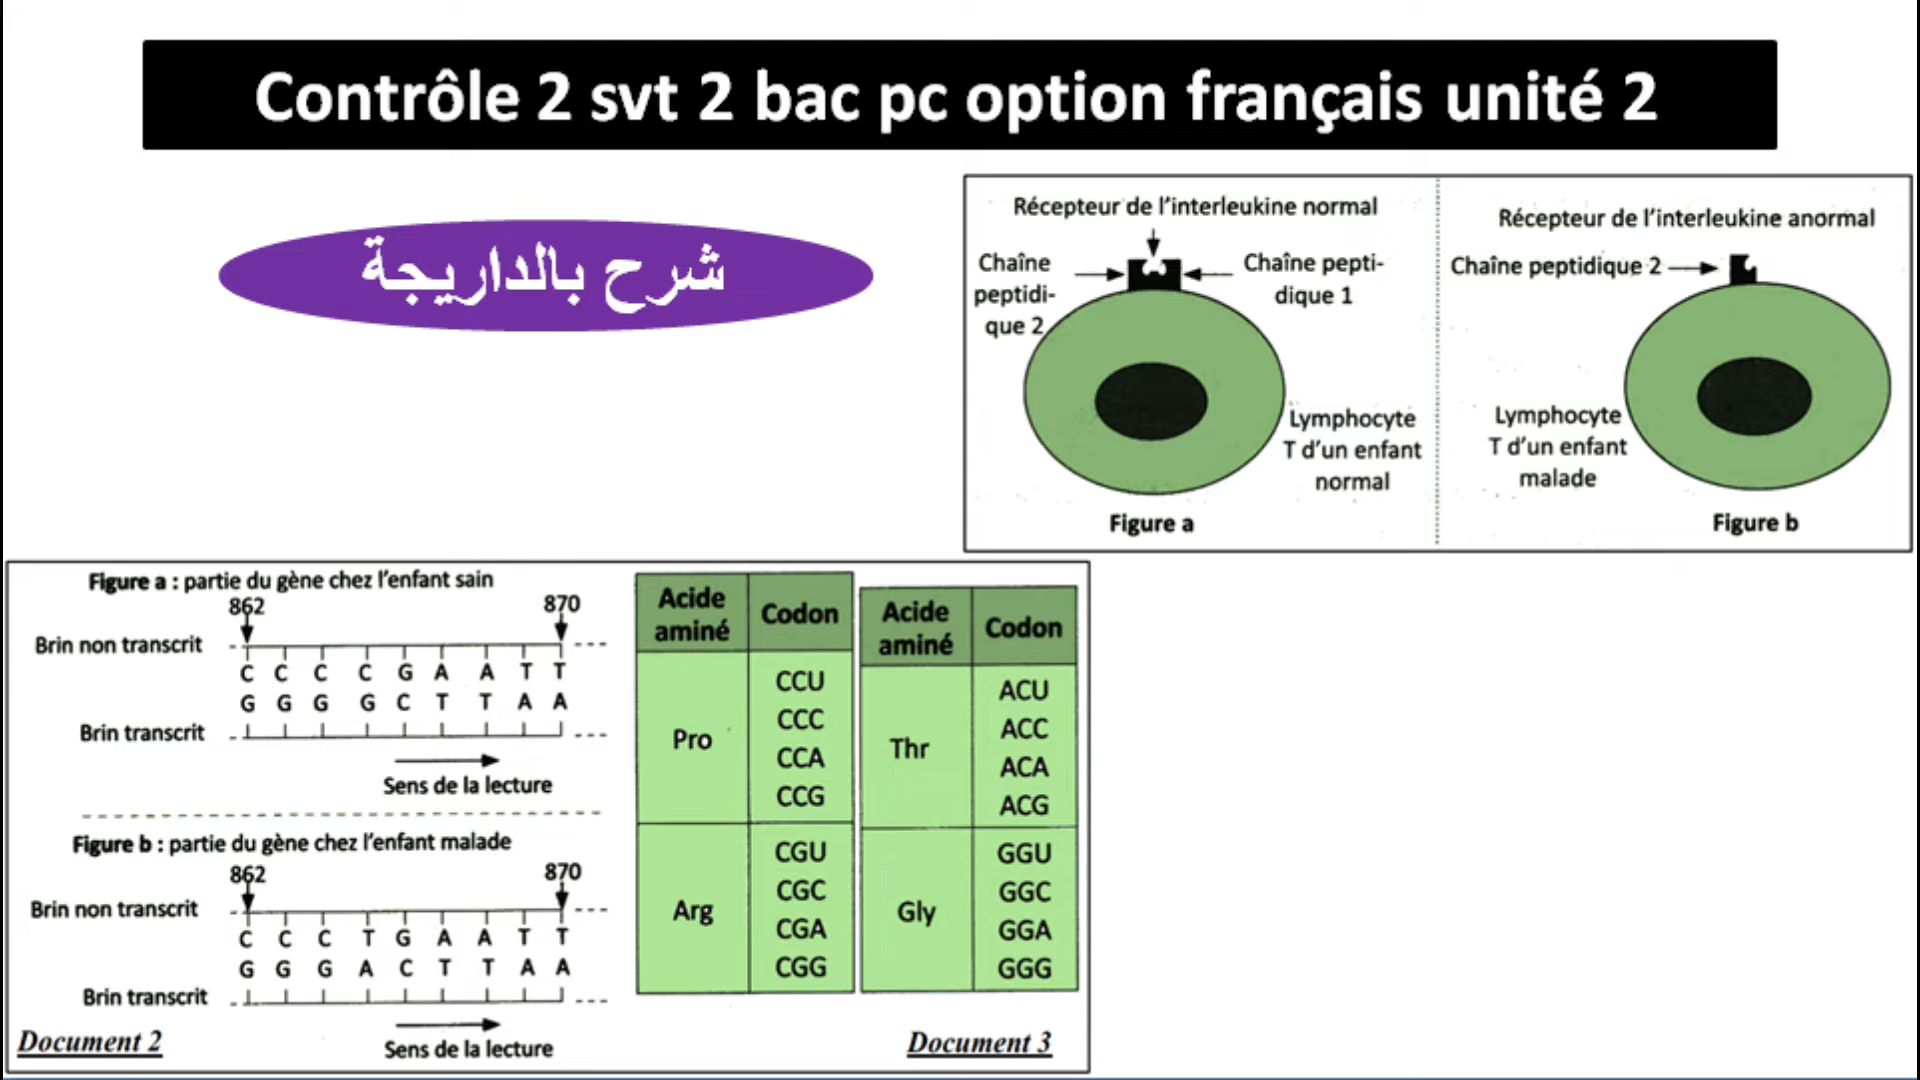 Contrôle 2 svt 2 bac pc option français unité 2
شرح بالداريجة
Récepteur de l'interleukine normal
Chaîne peptidi-que 2
Chaîne pepti-dique 1
Lymphocyte T d'un enfant normal
Figure a
Récepteur de l'interleukine anormal
Chaîne peptidique 2
Lymphocyte T d'un enfant malade
Figure b
Figure a : partie du gène chez l'enfant sain
862 870
Brin non transcrit
C C C C G A A T T
G G G G C T T A A
Brin transcrit
Sens de la lecture
Figure b : partie du gène chez l'enfant malade
862 870
Brin non transcrit
C C C T G A A T T
G G G A C T T A A
Brin transcrit
Sens de la lecture
Document 2
Acide aminé Codon
Pro
CCU
CCC
CCA
CCG
Arg
CGU
CGC
CGA
CGG
Acide aminé Codon
Thr
ACU
ACC
ACA
ACG
Gly
GGU
GGC
GGA
GGG
Document 3